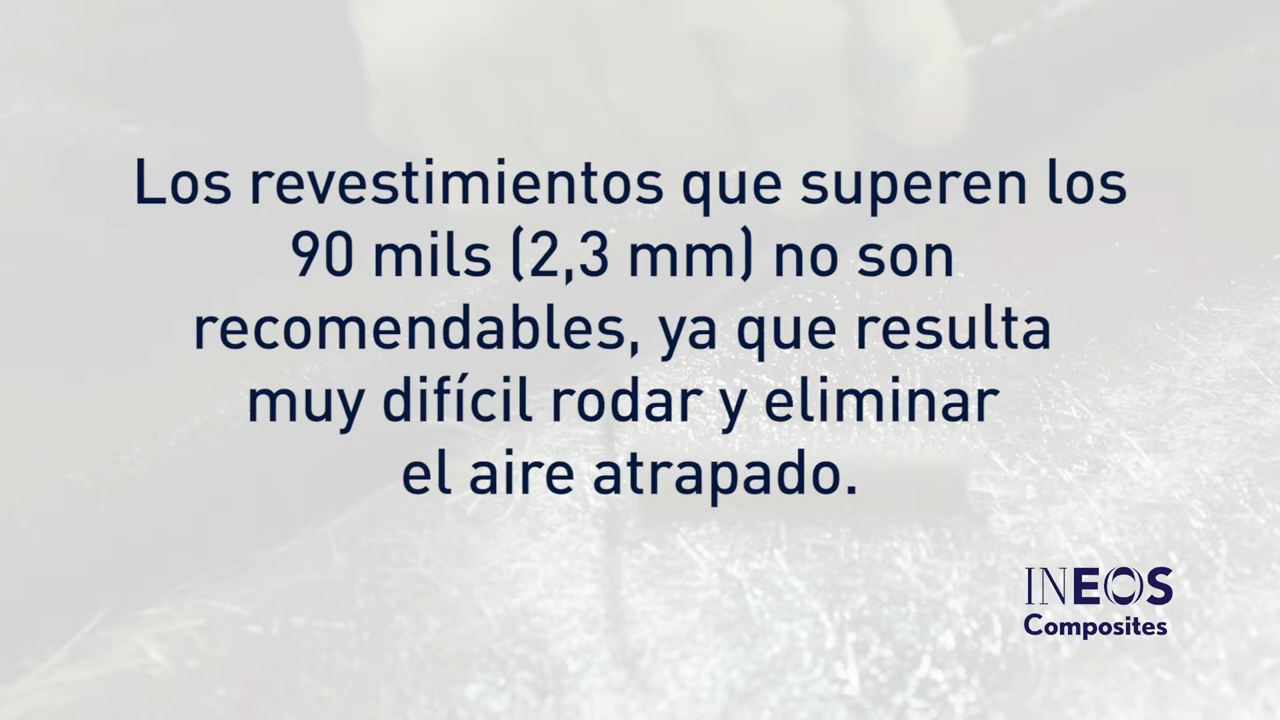 Los revestimientos que superen los
90 mils (2,3 mm) no son
recomendables, ya que resulta
muy difícil rodar y eliminar
el aire atrapado.
INEOS
Composites